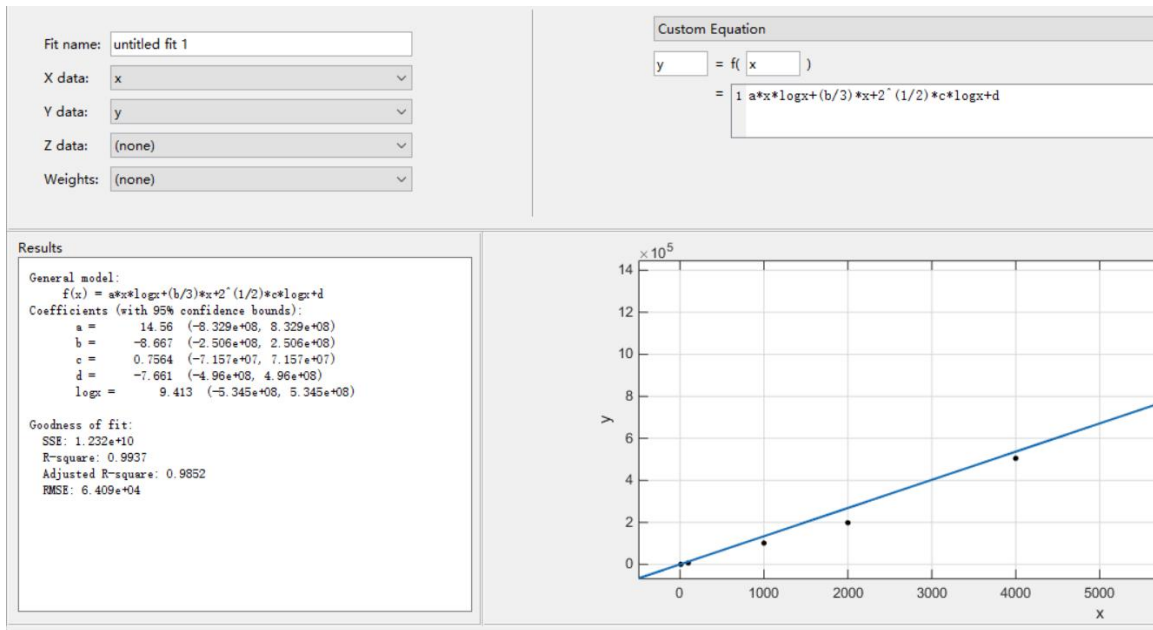 Fit name: untitled fit 1
X data: x
Y data: y
Z data: (none)
Weights: (none)
Custom Equation
y = f( x )
= 1 a*x*logx+(b/3)*x+2^(1/2)*c*logx+d
Results
General model:
f(x) = a*x*logx+(b/3)*x+2^(1/2)*c*logx+d
Coefficients (with 95% confidence bounds):
a = 14.56 (-8.329e+08, 8.329e+08)
b = -8.667 (-2.506e+08, 2.506e+08)
c = 0.7564 (-7.157e+07, 7.157e+07)
d = -7.661 (-4.96e+08, 4.96e+08)
logx = 9.413 (-5.345e+08, 5.345e+08)
Goodness of fit:
SSE: 1.232e+10
R-square: 0.9937
Adjusted R-square: 0.9852
RMSE: 6.409e+04
×10⁵
14
12
10
8
6
4
2
0
y
0 1000 2000 3000 4000 5000
x